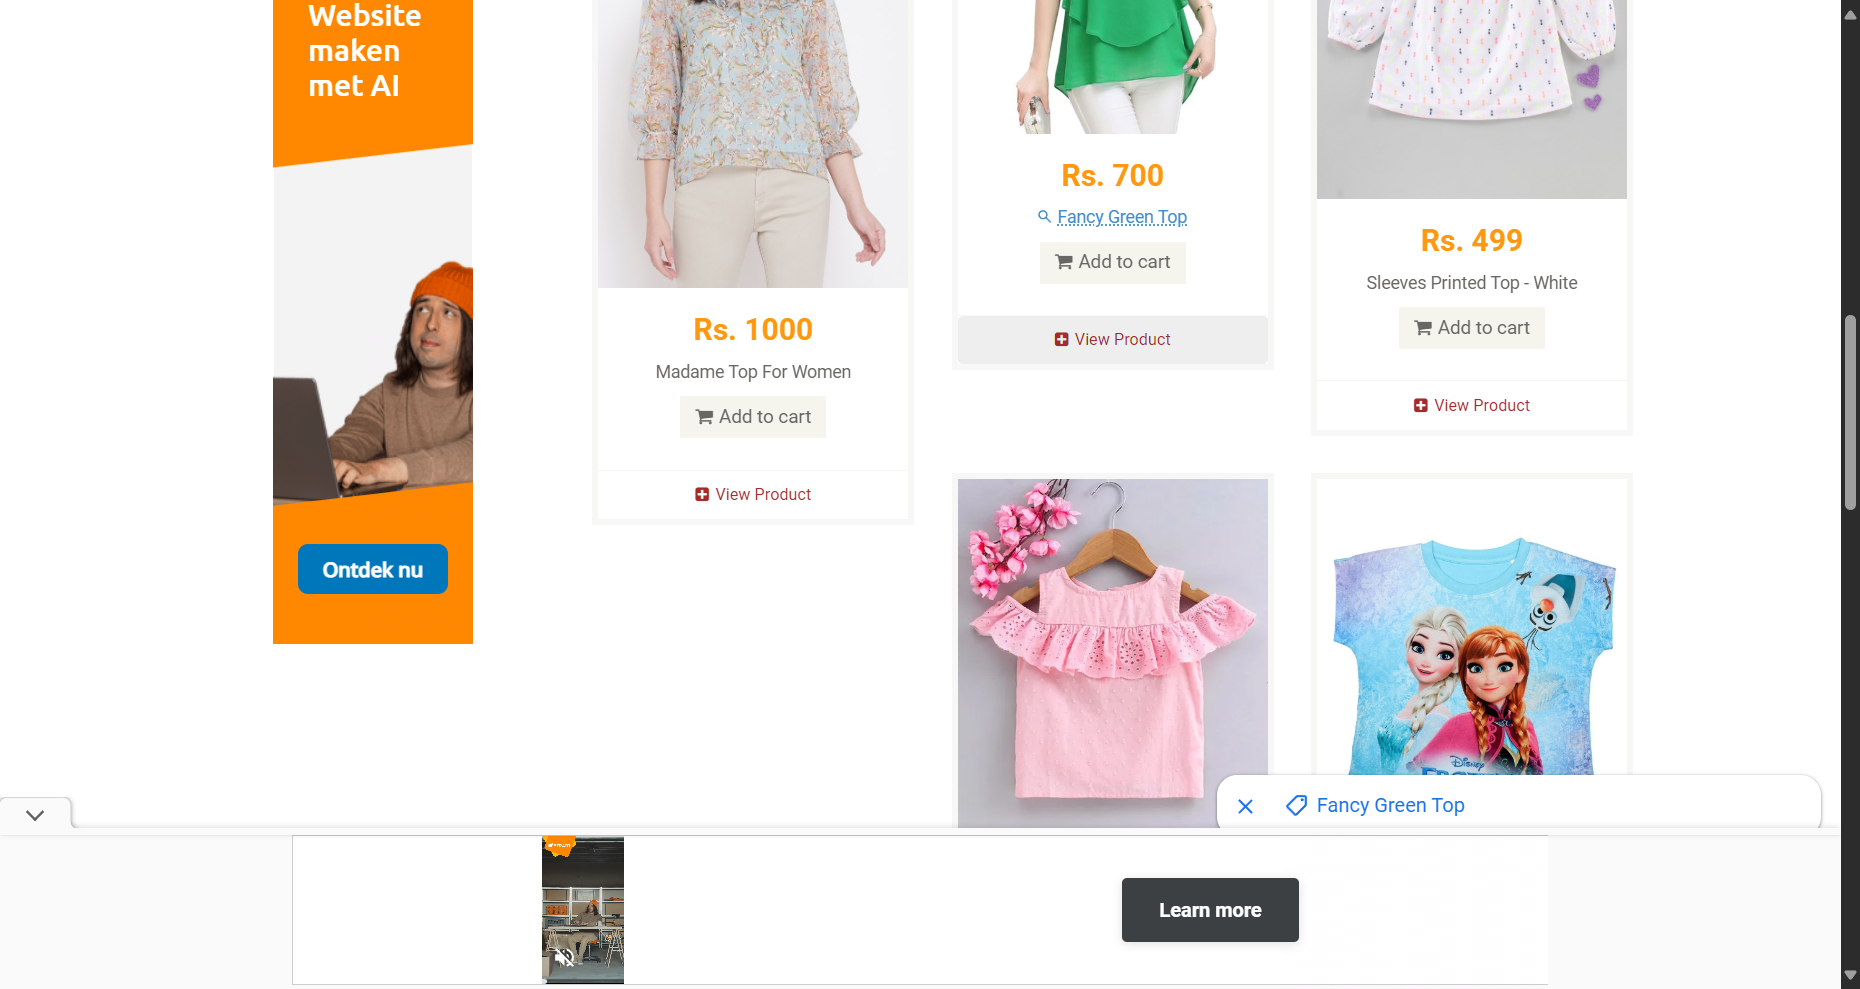 Website
maken
met AI
Ontdek nu
Rs. 1000
Madame Top For Women
Add to cart
View Product
Rs. 700
Fancy Green Top
Add to cart
View Product
Rs. 499
Sleeves Printed Top - White
Add to cart
View Product
Disney
Fancy Green Top
Learn more